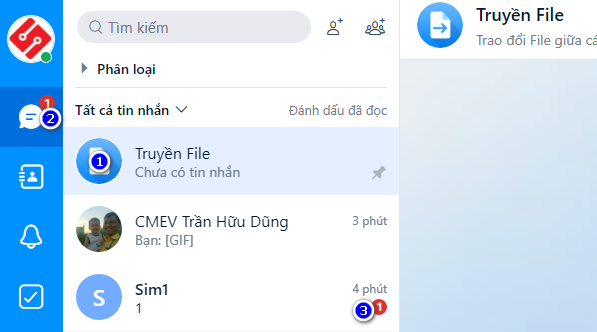 Tìm kiếm
Truyền File
Trao đổi File giữa cá
Phân loại
Tất cả tin nhắn
Đánh dấu đã đọc
1
2
1
Truyền File
Chưa có tin nhắn
CMEV Trần Hữu Dũng
3 phút
Bạn: [GIF]
S
Sim1
4 phút
1
3
1